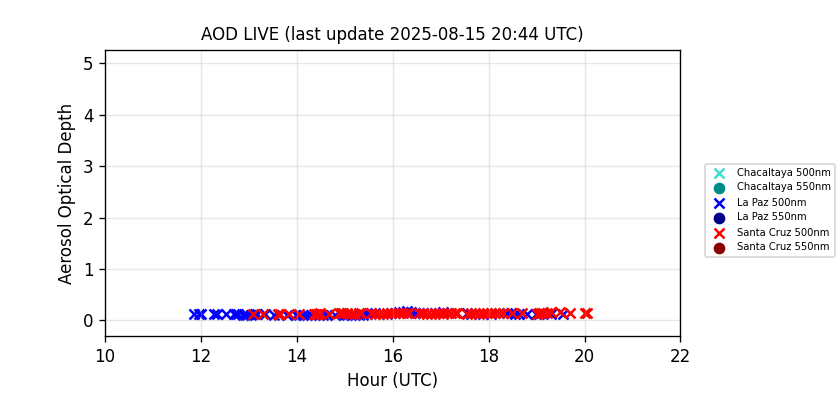 AOD LIVE (last update 2025-08-15 20:44 UTC)
Aerosol Optical Depth
5
4
3
2
1
0
10 12 14 16 18 20 22
Hour (UTC)
Chacaltaya 500nm
Chacaltaya 550nm
La Paz 500nm
La Paz 550nm
Santa Cruz 500nm
Santa Cruz 550nm